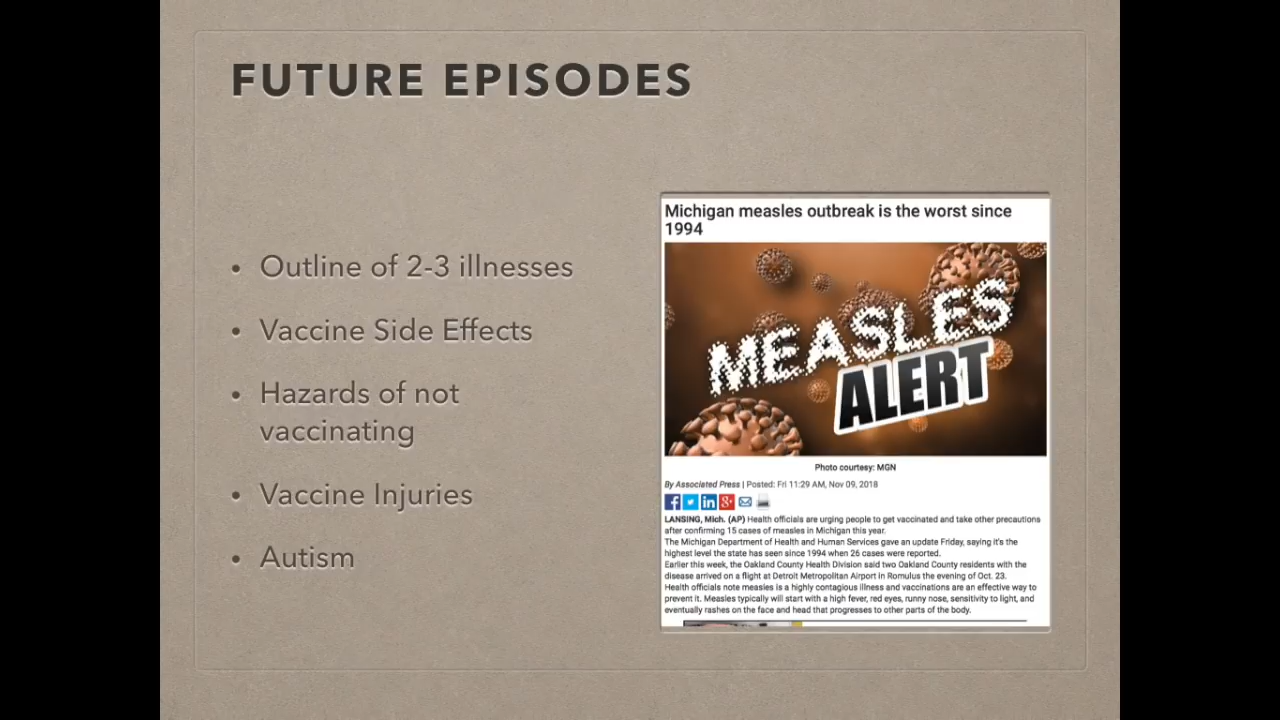 FUTURE EPISODES
• Outline of 2-3 illnesses
• Vaccine Side Effects
• Hazards of not
vaccinating
• Vaccine Injuries
• Autism
Michigan measles outbreak is the worst since
1994
MEASLES
ALERT
Photo courtesy: MGN
By Associated Press | Posted: Fri 11:29 AM, Nov 09, 2018
LANSING, Mich. (AP) Health officials are urging people to get vaccinated and take other precautions
after confirming 15 cases of measles in Michigan this year.
The Michigan Department of Health and Human Services gave an update Friday, saying it's the
highest level the state has seen since 1994 when 26 cases were reported.
Earlier this week, the Oakland County Health Division said two Oakland County residents with the
disease arrived on a flight at Detroit Metropolitan Airport in Romulus the evening of Oct. 23.
Health officials note measles is a highly contagious illness and vaccinations are an effective way to
prevent it. Measles typically will start with a high fever, red eyes, runny nose, sensitivity to light, and
eventually rashes on the face and head that progresses to other parts of the body.